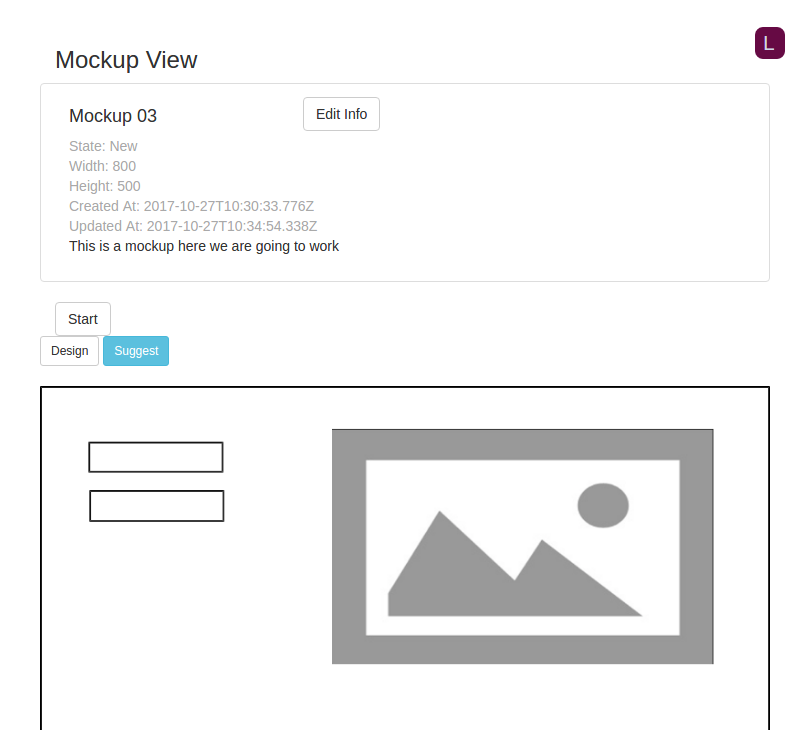 L
Mockup View
Mockup 03
Edit Info
State: New
Width: 800
Height: 500
Created At: 2017-10-27T10:30:33.776Z
Updated At: 2017-10-27T10:34:54.338Z
This is a mockup here we are going to work
Start
Design
Suggest